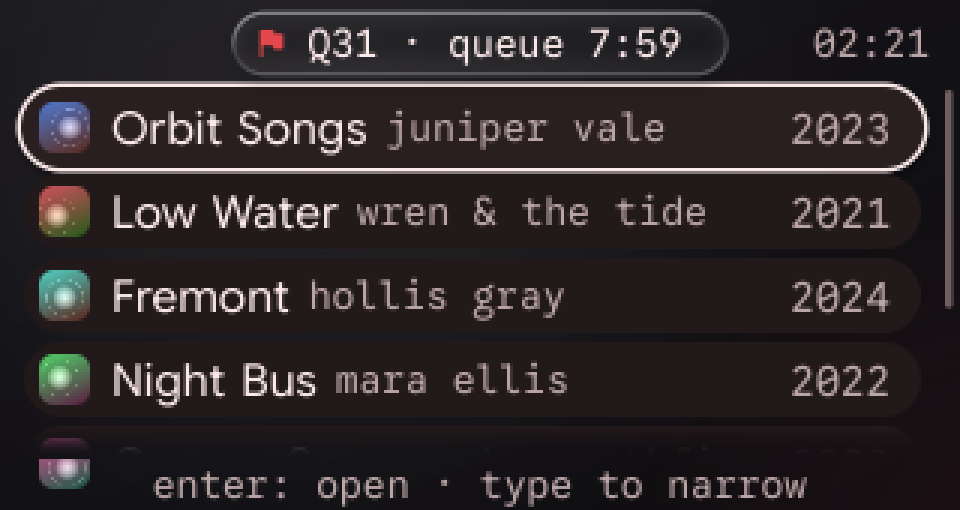 Q31 · queue 7:59 02:21
Orbit Songs juniper vale 2023
Low Water wren & the tide 2021
Fremont hollis gray 2024
Night Bus mara ellis 2022
enter: open · type to narrow